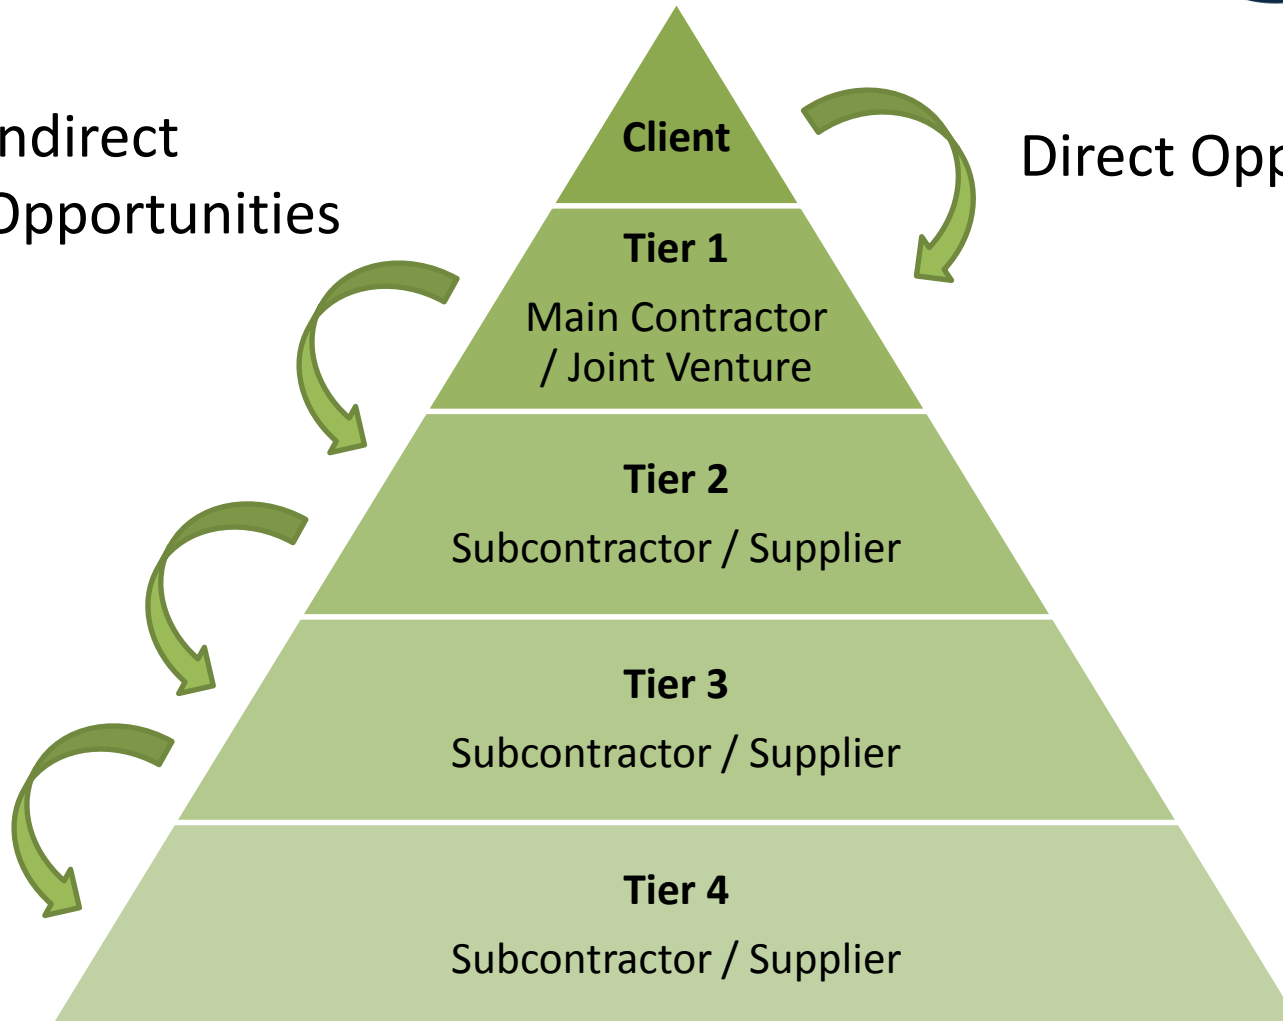 ndirect
Opportunities
Client
Direct Opp
Tier 1
Main Contractor
/ Joint Venture
Tier 2
Subcontractor / Supplier
Tier 3
Subcontractor / Supplier
Tier 4
Subcontractor / Supplier